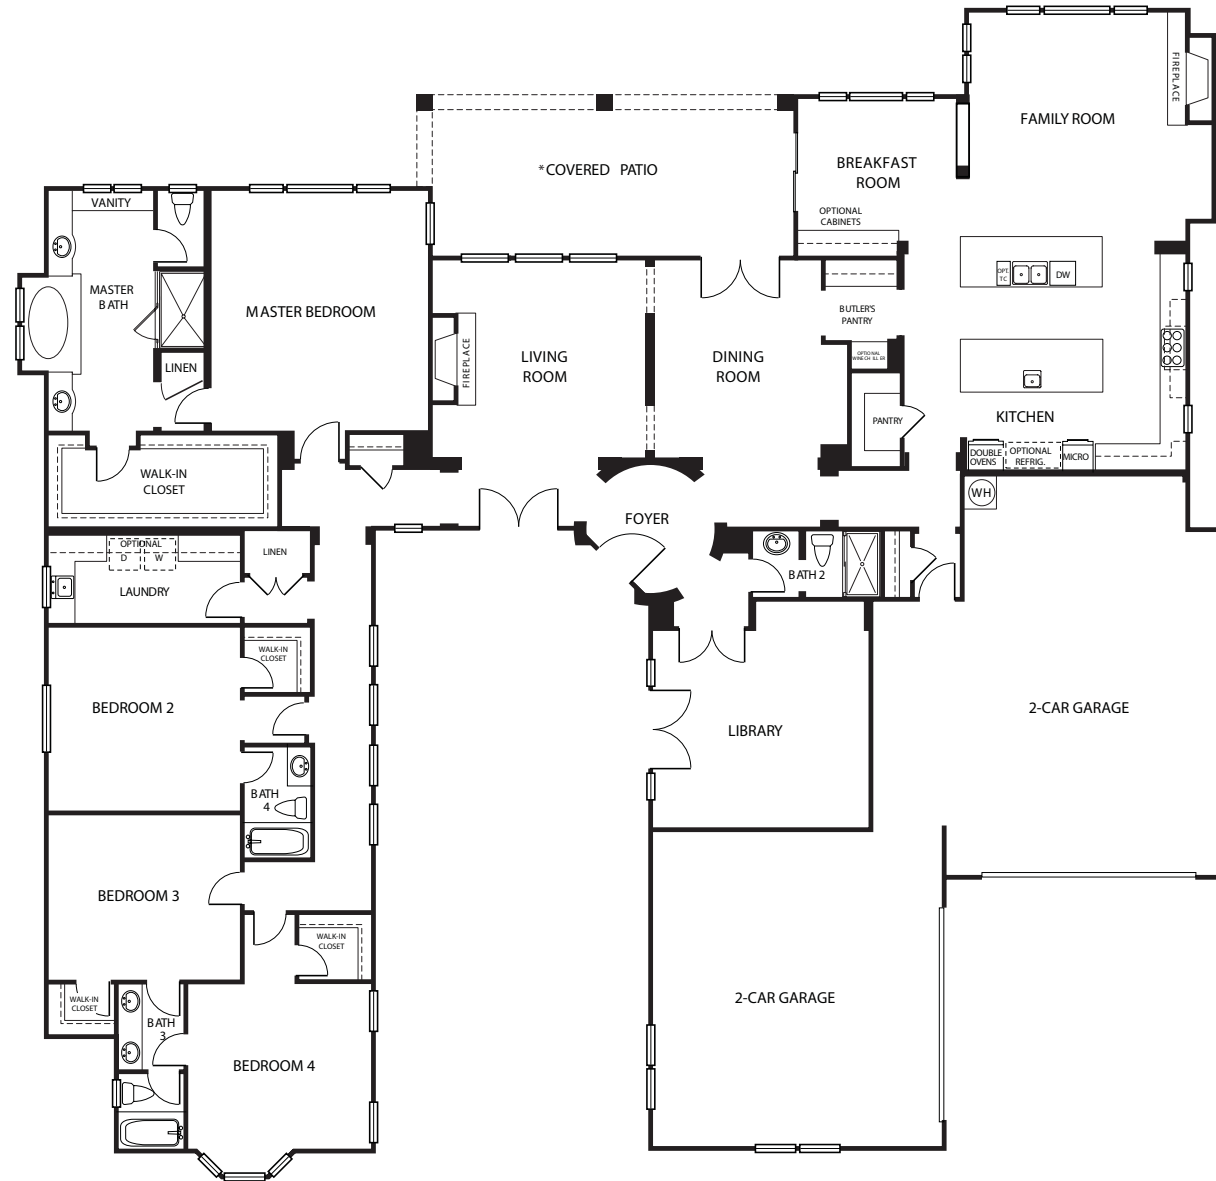 FIREPLACE
FAMILY ROOM
*COVERED PATIO
BREAKFAST
ROOM
OPTIONAL
CABINETS
VANITY
MASTER
BATH
MASTER BEDROOM
LINEN
WALK-IN
CLOSET
FIREPLACE
LIVING
ROOM
DINING
ROOM
BUTLER'S
PANTRY
OPTIONAL
WINE CHILLER
PANTRY
OPT.
TC
DW
KITCHEN
DOUBLE
OVENS
OPTIONAL
REFRIG.
MICRO
WH
FOYER
BATH 2
OPTIONAL
D W
LAUNDRY
LINEN
WALK-IN
CLOSET
BEDROOM 2
BATH
4
LIBRARY
2-CAR GARAGE
BEDROOM 3
WALK-IN
CLOSET
WALK-IN
CLOSET
BATH
3
BEDROOM 4
2-CAR GARAGE